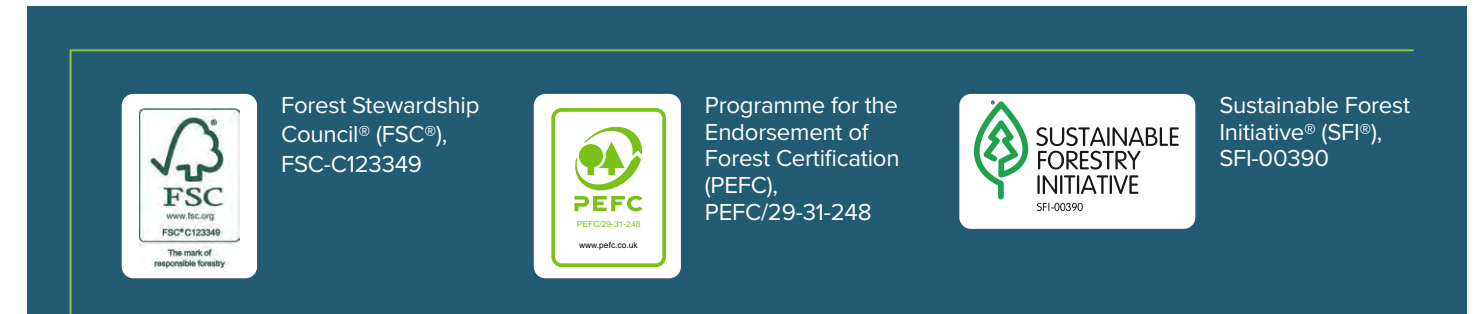 FSC
www.fsc.org
FSC® C123349
The mark of
responsible forestry
Forest Stewardship
Council® (FSC®),
FSC-C123349
PEFC
PEFC/29-31-248
www.pefc.co.uk
Programme for the
Endorsement of
Forest Certification
(PEFC),
PEFC/29-31-248
®
SUSTAINABLE
FORESTRY
INITIATIVE
SFI-00390
Sustainable Forest
Initiative® (SFI®),
SFI-00390